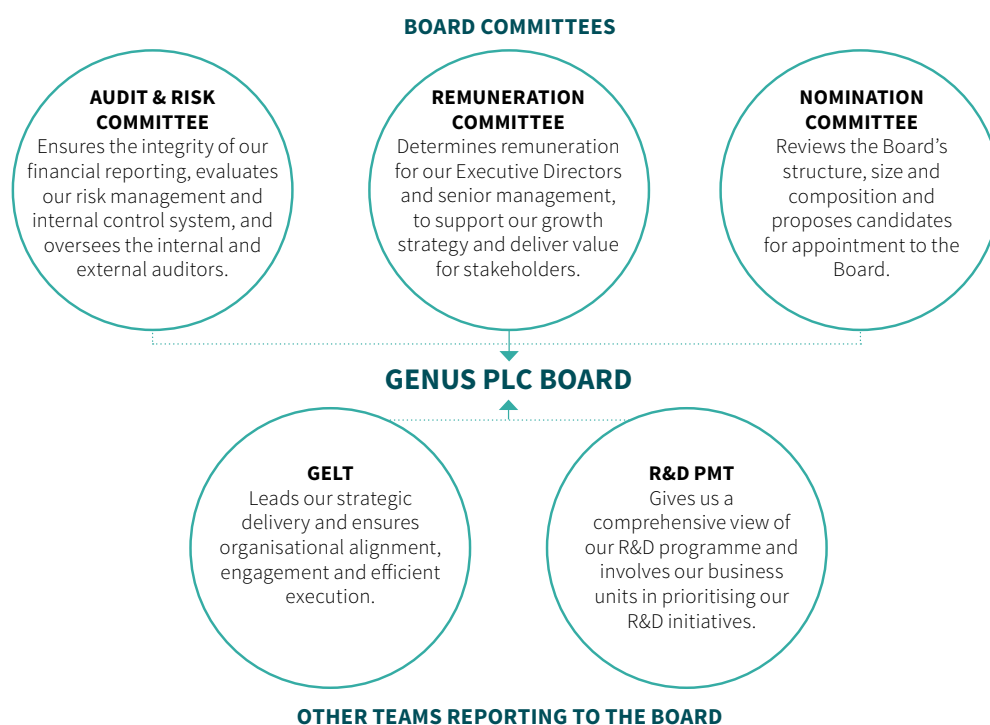 BOARD COMMITTEES
AUDIT & RISK
COMMITTEE
Ensures the integrity of our
financial reporting, evaluates
our risk management and
internal control system, and
oversees the internal and
external auditors.
REMUNERATION
COMMITTEE
Determines remuneration
for our Executive Directors
and senior management,
to support our growth
strategy and deliver value
for stakeholders.
NOMINATION
COMMITTEE
Reviews the Board’s
structure, size and
composition and
proposes candidates
for appointment to the
Board.
GENUS PLC BOARD
GELT
Leads our strategic
delivery and ensures
organisational alignment,
engagement and efficient
execution.
R&D PMT
Gives us a
comprehensive view of
our R&D programme and
involves our business
units in prioritising our
R&D initiatives.
OTHER TEAMS REPORTING TO THE BOARD